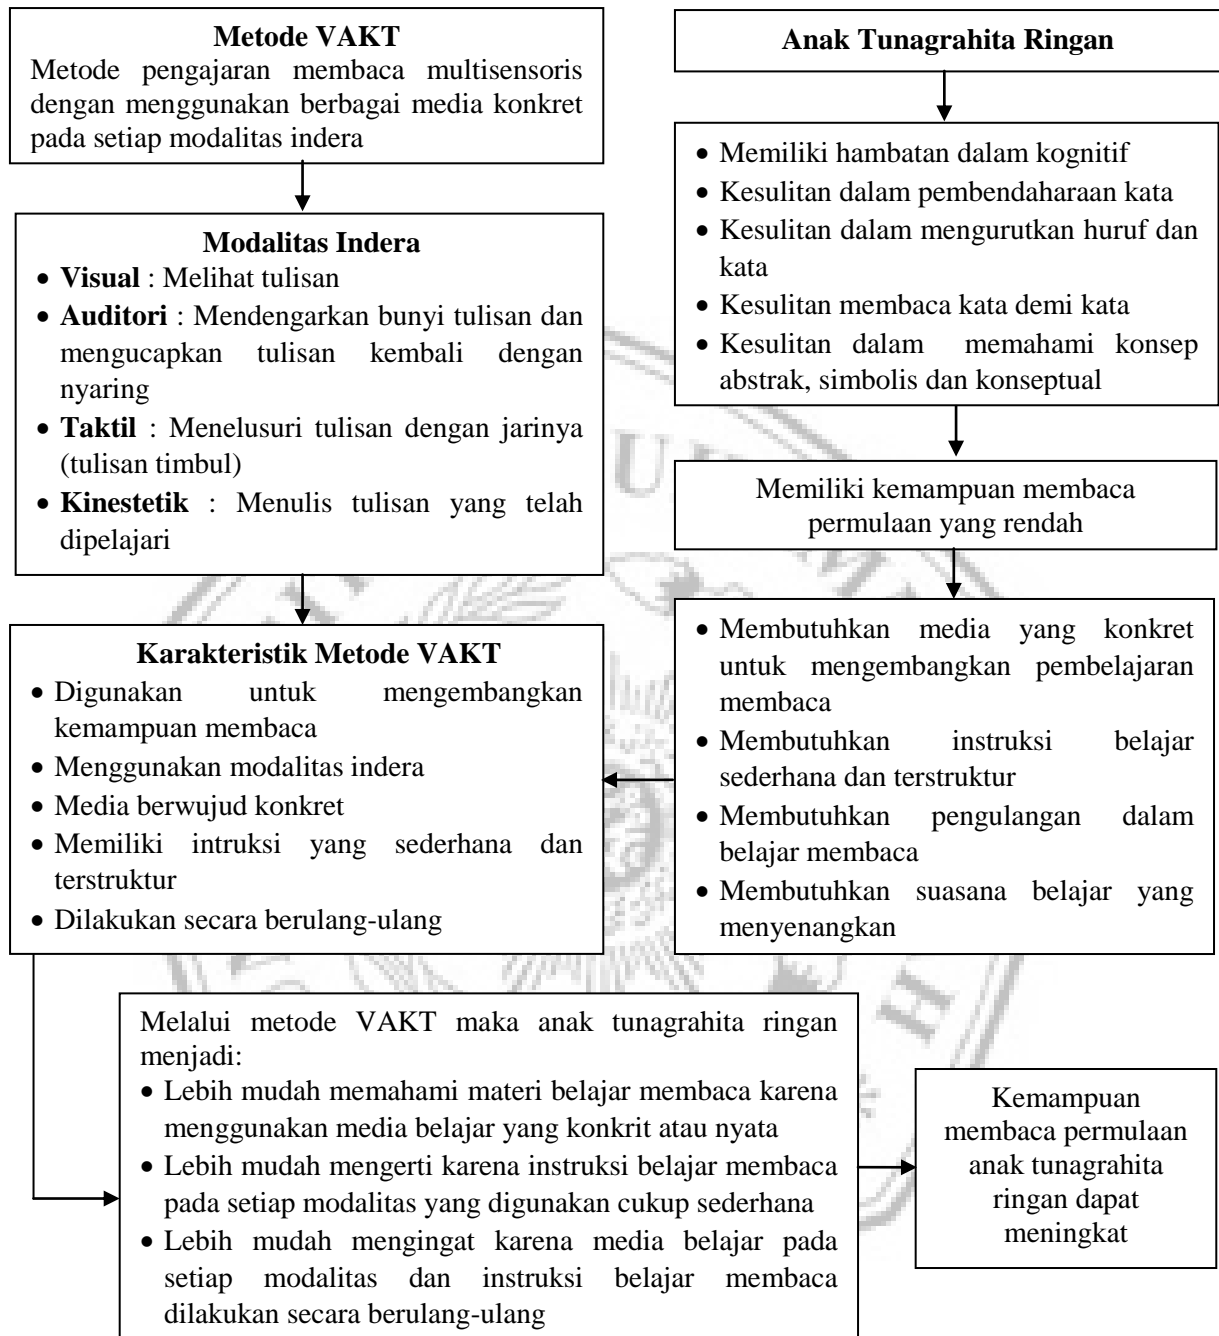 Metode VAKT
Metode pengajaran membaca multisensoris
dengan menggunakan berbagai media konkret
pada setiap modalitas indera
Modalitas Indera
• Visual : Melihat tulisan
• Auditori : Mendengarkan bunyi tulisan dan
mengucapkan tulisan kembali dengan
nyaring
• Taktil : Menelusuri tulisan dengan jarinya
(tulisan timbul)
• Kinestetik : Menulis tulisan yang telah
dipelajari
Karakteristik Metode VAKT
• Digunakan untuk mengembangkan
kemampuan membaca
• Menggunakan modalitas indera
• Media berwujud konkret
• Memiliki intruksi yang sederhana dan
terstruktur
• Dilakukan secara berulang-ulang
Anak Tunagrahita Ringan
• Memiliki hambatan dalam kognitif
• Kesulitan dalam pembendaharaan kata
• Kesulitan dalam mengurutkan huruf dan
kata
• Kesulitan membaca kata demi kata
• Kesulitan dalam memahami konsep
abstrak, simbolis dan konseptual
Memiliki kemampuan membaca
permulaan yang rendah
• Membutuhkan media yang konkret
untuk mengembangkan pembelajaran
membaca
• Membutuhkan instruksi belajar
sederhana dan terstruktur
• Membutuhkan pengulangan dalam
belajar membaca
• Membutuhkan suasana belajar yang
menyenangkan
Melalui metode VAKT maka anak tunagrahita ringan
menjadi:
• Lebih mudah memahami materi belajar membaca karena
menggunakan media belajar yang konkrit atau nyata
• Lebih mudah mengerti karena instruksi belajar membaca
pada setiap modalitas yang digunakan cukup sederhana
• Lebih mudah mengingat karena media belajar pada
setiap modalitas dan instruksi belajar membaca
dilakukan secara berulang-ulang
Kemampuan
membaca permulaan
anak tunagrahita
ringan dapat
meningkat